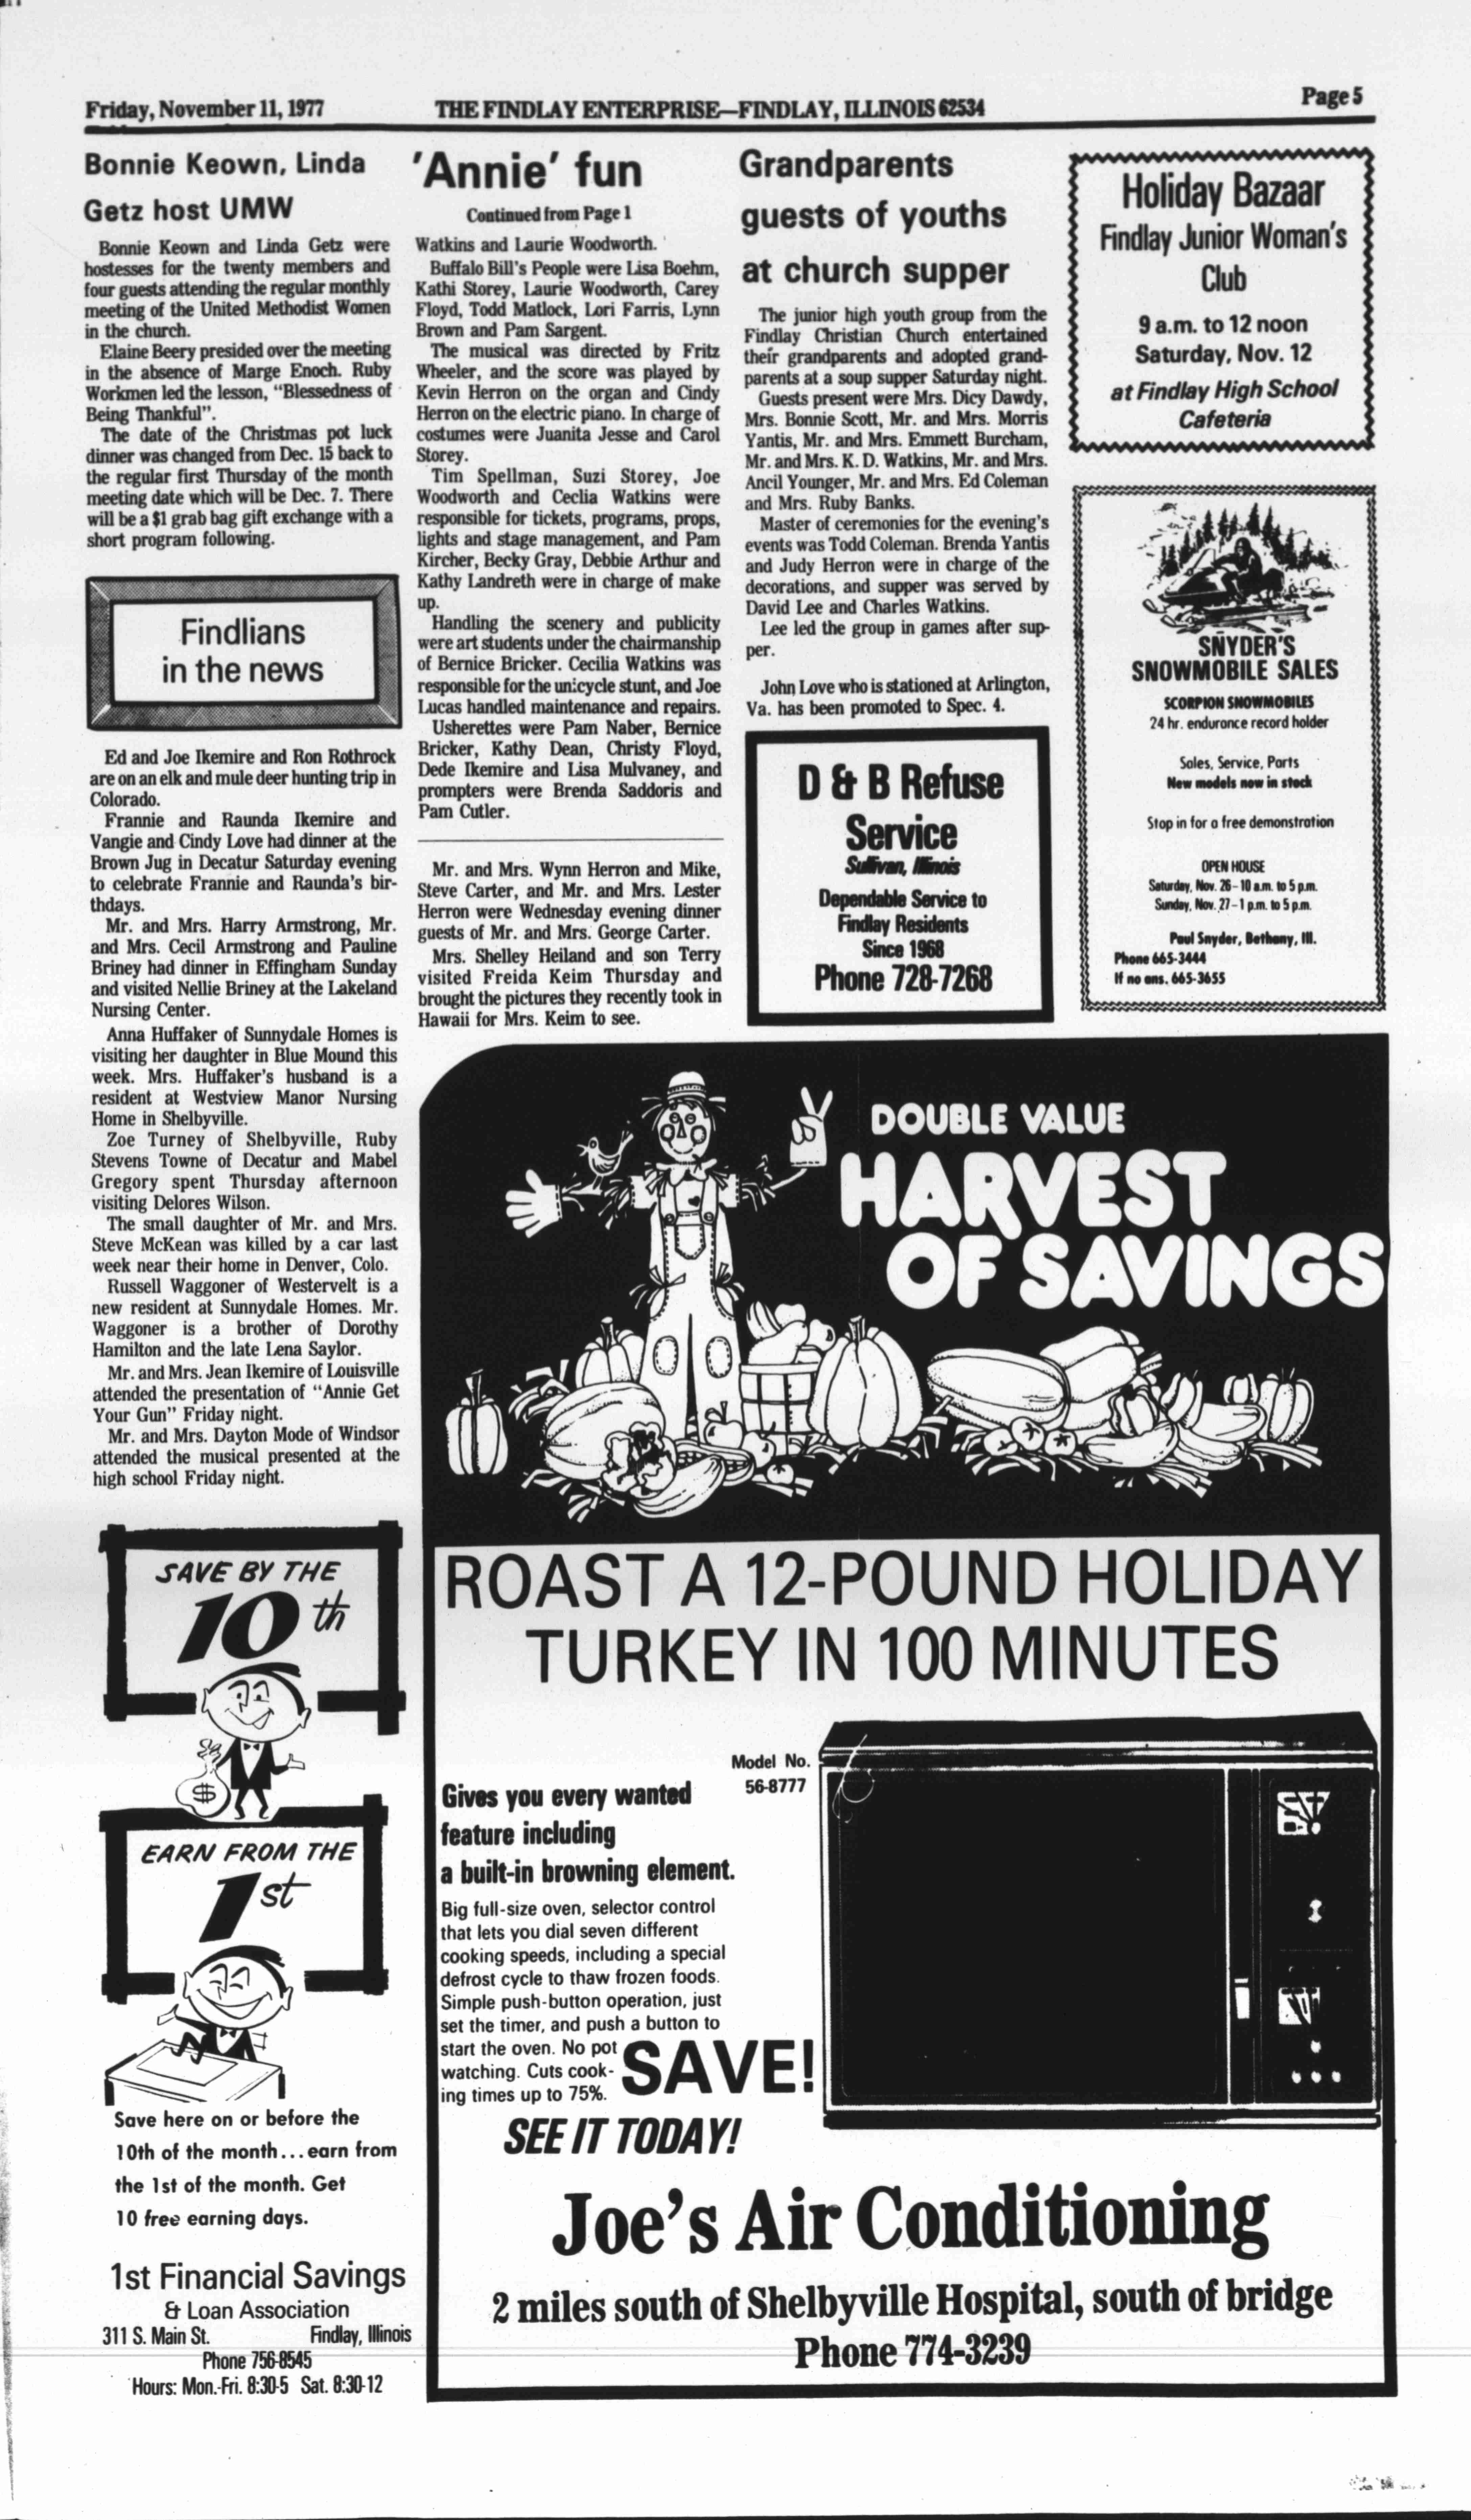 Friday, November 11, 1977
THE FINDLAY ENTERPRISE—FINDLAY, ILLINOIS 62534
Page 5
Bonnie Keown, Linda
Getz host UMW
Bonnie Keown and Linda Getz were
hostesses for the twenty members and
four guests attending the regular monthly
meeting of the United Methodist Women
in the church.
Elaine Beery presided over the meeting
in the absence of Marge Enoch. Ruby
Workmen led the lesson, "Blessedness of
Being Thankful".
The date of the Christmas pot luck
dinner was changed from Dec. 15 back to
the regular first Thursday of the month
meeting date which will be Dec. 7. There
will be a $1 grab bag gift exchange with a
short program following.
Findlians
in the news
Ed and Joe Ikemire and Ron Rothrock
are on an elk and mule deer hunting trip in
Colorado.
Frannie and Raunda Ikemire and
Vangie and Cindy Love had dinner at the
Brown Jug in Decatur Saturday evening
to celebrate Frannie and Raunda's bir-
thdays.
Mr. and Mrs. Harry Armstrong, Mr.
and Mrs. Cecil Armstrong and Pauline
Briney had dinner in Effingham Sunday
and visited Nellie Briney at the Lakeland
Nursing Center.
Anna Huffaker of Sunnydale Homes is
visiting her daughter in Blue Mound this
week. Mrs. Huffaker's husband is a
resident at Westview Manor Nursing
Home in Shelbyville.
Zoe Turney of Shelbyville, Ruby
Stevens Towne of Decatur and Mabel
Gregory spent Thursday afternoon
visiting Delores Wilson.
The small daughter of Mr. and Mrs.
Steve McKean was killed by a car last
week near their home in Denver, Colo.
Russell Waggoner of Westervelt is a
new resident at Sunnydale Homes. Mr.
Waggoner is a brother of Dorothy
Hamilton and the late Lena Saylor.
Mr. and Mrs. Jean Ikemire of Louisville
attended the presentation of "Annie Get
Your Gun" Friday night.
Mr. and Mrs. Dayton Mode of Windsor
attended the musical presented at the
high school Friday night.
SAVE BY THE
10th
$
EARN FROM THE
1st
Save here on or before the
10th of the month...earn from
the 1st of the month. Get
10 free earning days.
1st Financial Savings
& Loan Association
311 S. Main St. Findlay, Illinois
Phone 756-8545
Hours: Mon.-Fri. 8:30-5 Sat. 8:30-12
'Annie' fun
Continued from Page 1
Watkins and Laurie Woodworth.
Buffalo Bill's People were Lisa Boehm,
Kathi Storey, Laurie Woodworth, Carey
Floyd, Todd Matlock, Lori Farris, Lynn
Brown and Pam Sargent.
The musical was directed by Fritz
Wheeler, and the score was played by
Kevin Herron on the organ and Cindy
Herron on the electric piano. In charge of
costumes were Juanita Jesse and Carol
Storey.
Tim Spellman, Suzi Storey, Joe
Woodworth and Ceclia Watkins were
responsible for tickets, programs, props,
lights and stage management, and Pam
Kircher, Becky Gray, Debbie Arthur and
Kathy Landreth were in charge of make
up.
Handling the scenery and publicity
were art students under the chairmanship
of Bernice Bricker. Cecilia Watkins was
responsible for the unicycle stunt, and Joe
Lucas handled maintenance and repairs.
Usherettes were Pam Naber, Bernice
Bricker, Kathy Dean, Christy Floyd,
Dede Ikemire and Lisa Mulvaney, and
prompters were Brenda Saddoris and
Pam Cutler.
Mr. and Mrs. Wynn Herron and Mike,
Steve Carter, and Mr. and Mrs. Lester
Herron were Wednesday evening dinner
guests of Mr. and Mrs. George Carter.
Mrs. Shelley Heiland and son Terry
visited Freida Keim Thursday and
brought the pictures they recently took in
Hawaii for Mrs. Keim to see.
Grandparents
guests of youths
at church supper
The junior high youth group from the
Findlay Christian Church entertained
their grandparents and adopted grand-
parents at a soup supper Saturday night.
Guests present were Mrs. Dicy Dawdy,
Mrs. Bonnie Scott, Mr. and Mrs. Morris
Yantis, Mr. and Mrs. Emmett Burcham,
Mr. and Mrs. K. D. Watkins, Mr. and Mrs.
Ancil Younger, Mr. and Mrs. Ed Coleman
and Mrs. Ruby Banks.
Master of ceremonies for the evening's
events was Todd Coleman. Brenda Yantis
and Judy Herron were in charge of the
decorations, and supper was served by
David Lee and Charles Watkins.
Lee led the group in games after sup-
per.
John Love who is stationed at Arlington,
Va. has been promoted to Spec. 4.
D & B Refuse
Service
Sullivan, Illinois
Dependable Service to
Findlay Residents
Since 1968
Phone 728-7268
Holiday Bazaar
Findlay Junior Woman's
Club
9 a.m. to 12 noon
Saturday, Nov. 12
at Findlay High School
Cafeteria
SNYDER'S
SNOWMOBILE SALES
SCORPION SNOWMOBILES
24 hr. endurance record holder
Sales, Service, Parts
New models now in stock
Stop in for a free demonstration
OPEN HOUSE
Saturday, Nov. 26-10 a.m. to 5 p.m.
Sunday, Nov. 27-1 p.m. to 5 p.m.
Paul Snyder, Bethany, Ill.
Phone 665-3444
If no ans. 665-3655
DOUBLE VALUE
HARVEST
OF SAVINGS
ROAST A 12-POUND HOLIDAY
TURKEY IN 100 MINUTES
Model No.
56-8777
Gives you every wanted
feature including
a built-in browning element.
Big full-size oven, selector control
that lets you dial seven different
cooking speeds, including a special
defrost cycle to thaw frozen foods.
Simple push-button operation, just
set the timer, and push a button to
start the oven. No pot
watching. Cuts cook-
ing times up to 75%.
SAVE!
SEE IT TODAY!
Joe's Air Conditioning
2 miles south of Shelbyville Hospital, south of bridge
Phone 774-3239